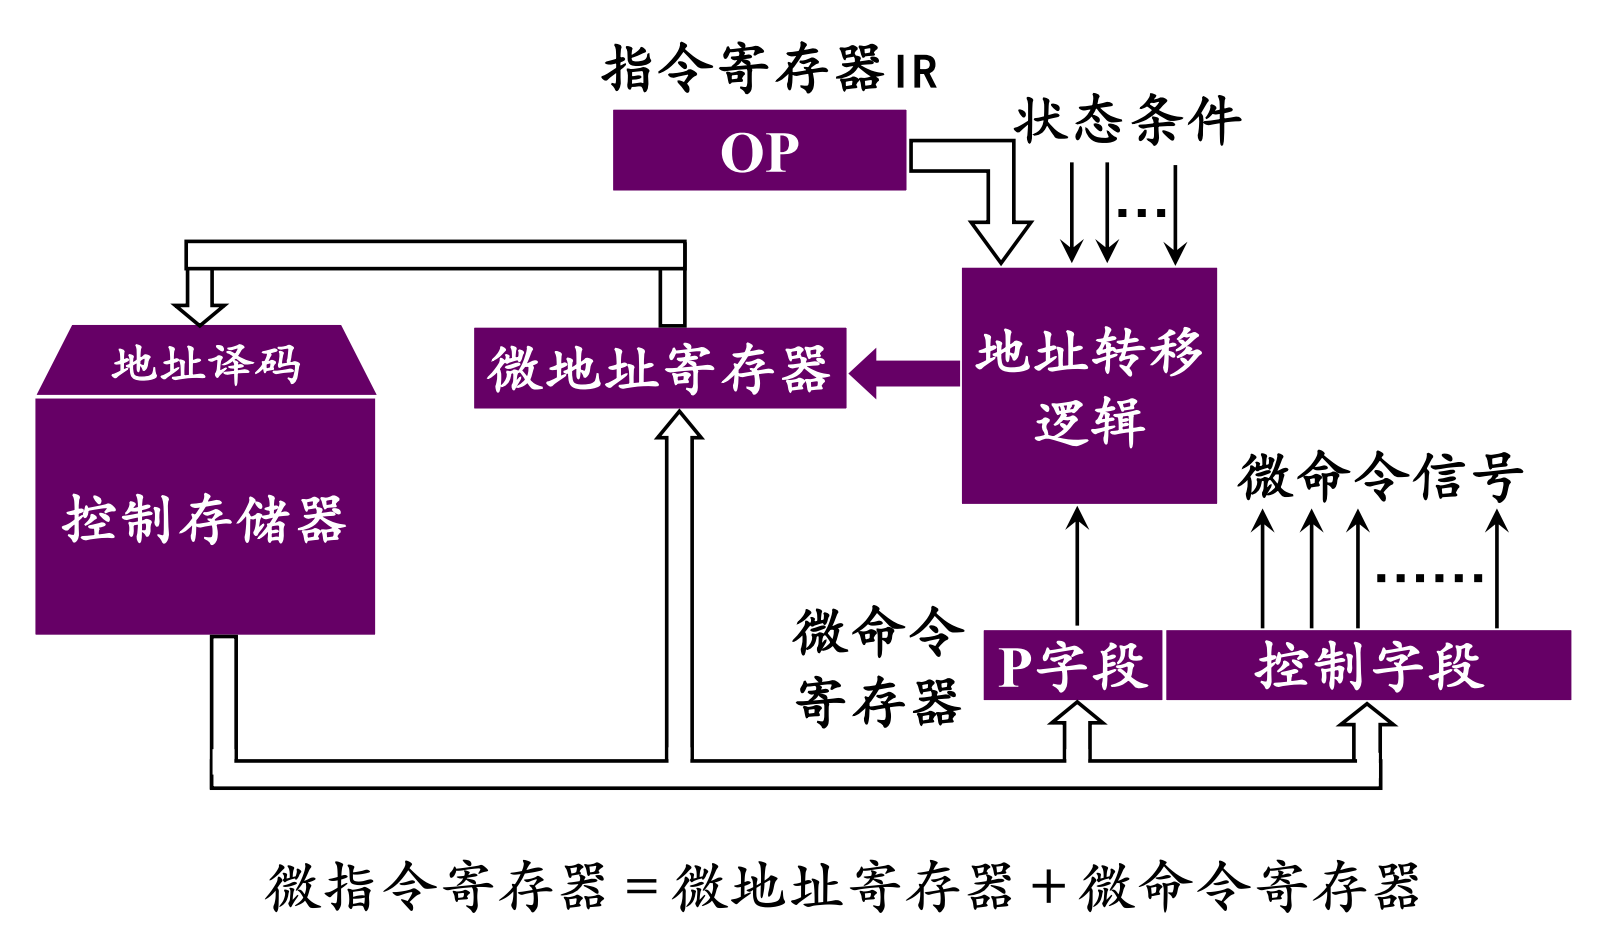 指令寄存器IR
OP
状态条件
...
地址译码
微地址寄存器
地址转移
逻辑
控制存储器
微命令信号
......
微命令
寄存器
P字段
控制字段
微指令寄存器=微地址寄存器+微命令寄存器